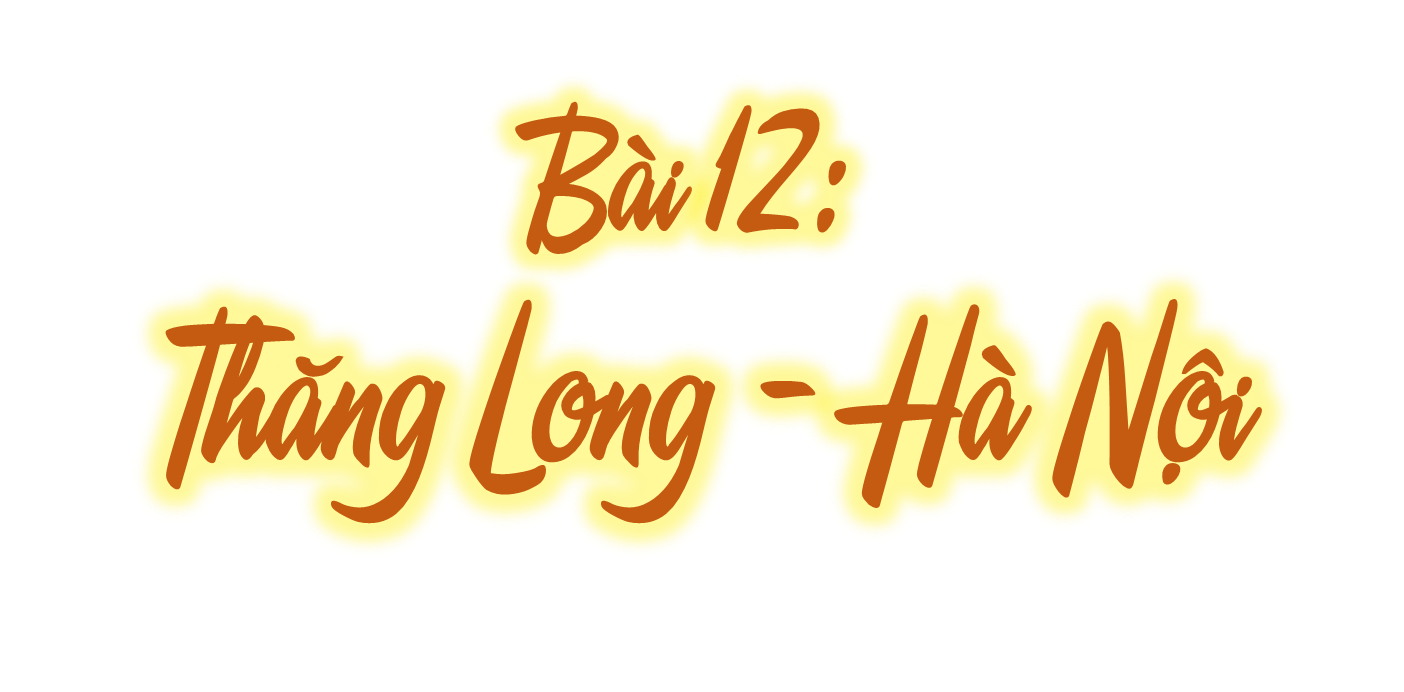 Bài 12:
Thăng Long - Hà Nội